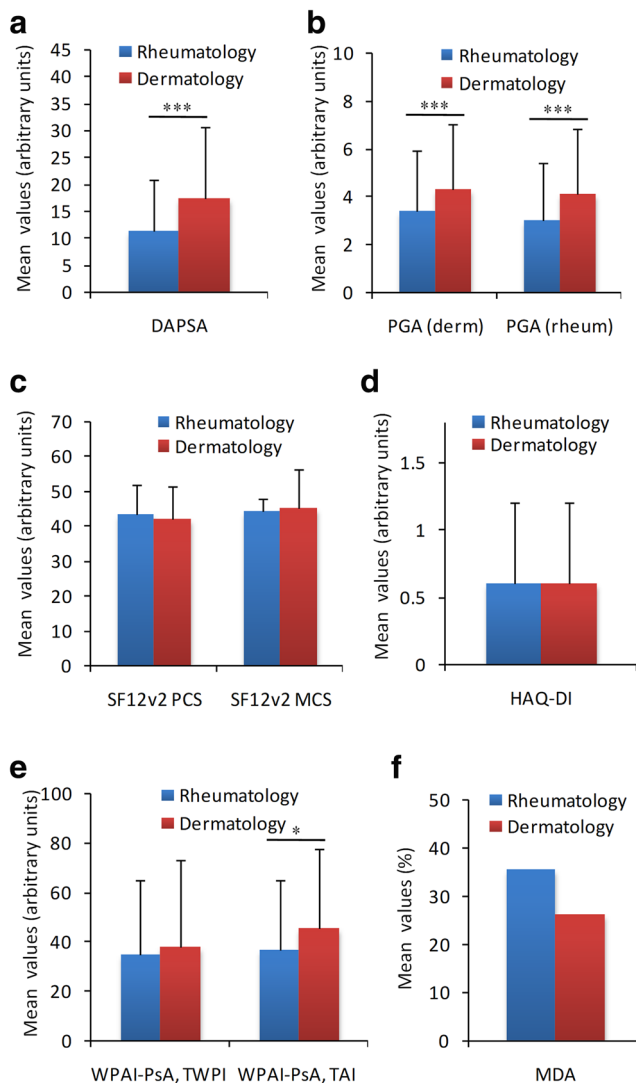 a
Mean values (arbitrary units)
45
40
35
30
25
20
15
10
5
0
Rheumatology
Dermatology
***
DAPSA
b
Mean values (arbitrary units)
10
8
6
4
2
0
Rheumatology
Dermatology
***
***
PGA (derm) PGA (rheum)
c
Mean values (arbitrary units)
70
60
50
40
30
20
10
0
Rheumatology
Dermatology
SF12v2 PCS SF12v2 MCS
d
Mean values (arbitrary units)
1.5
1
0.5
0
Rheumatology
Dermatology
HAQ-DI
e
Mean values (arbitrary units)
100
80
60
40
20
0
Rheumatology
Dermatology
*
WPAI-PsA, TWPI WPAI-PsA, TAI
f
Mean values (%)
50
40
30
20
10
0
Rheumatology
Dermatology
MDA